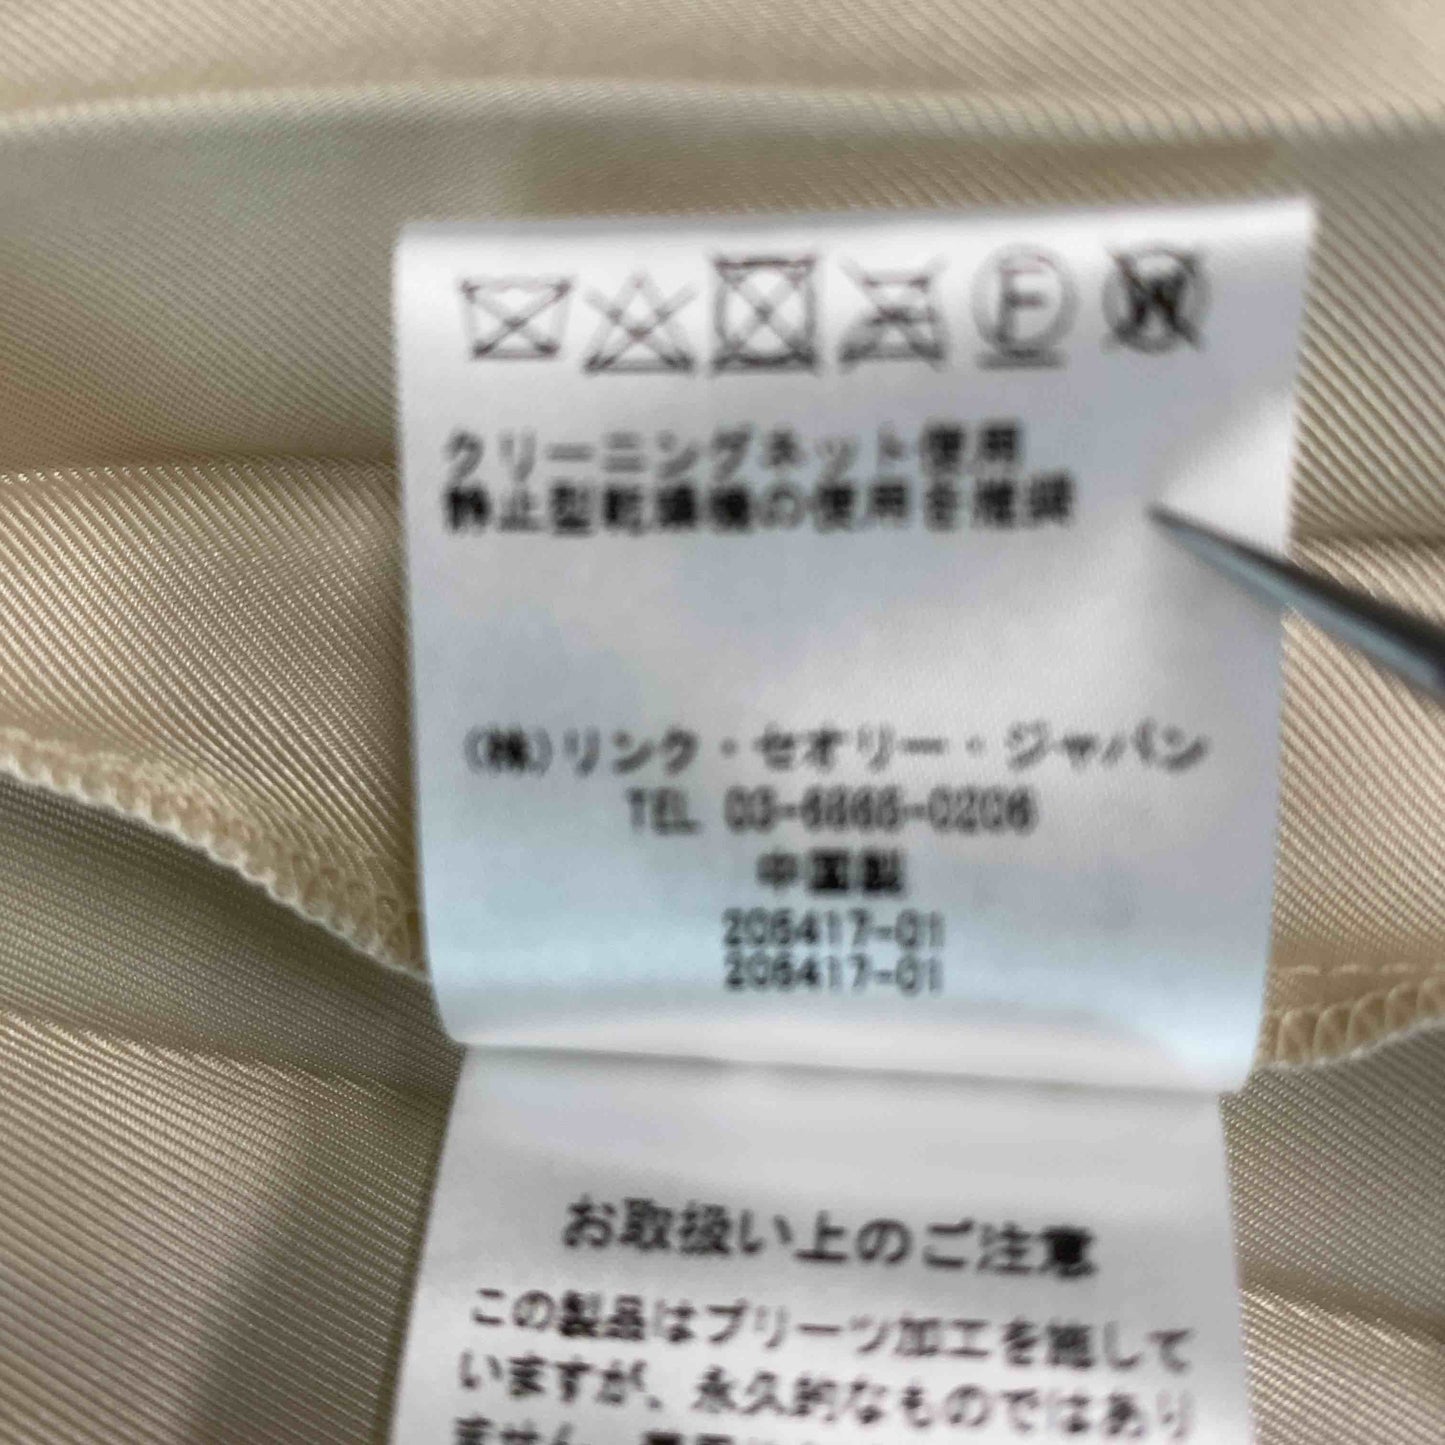 クリーニングネット使用
静止型乾燥機の使用を推奨
(株)リンク・セオリー・ジャパン
TEL 03-6865-0206
中国製
206417-01
206417-01
お取扱い上のご注意
この製品はプリーツ加工を施して
いますが、永久的なものではあり
ません